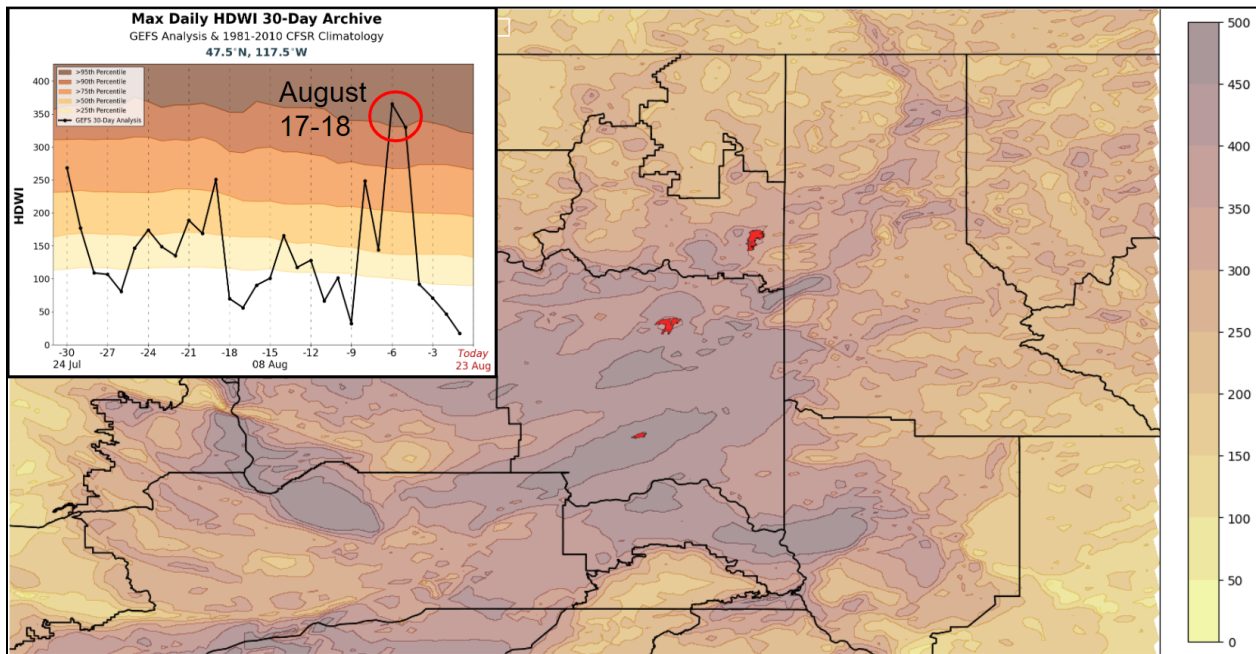 Max Daily HDWI 30-Day Archive
GEFS Analysis & 1981-2010 CFSR Climatology
47.5°N, 117.5°W
HDWI
400
350
300
250
200
150
100
50
0
>95th Percentile
>90th Percentile
>75th Percentile
>50th Percentile
>25th Percentile
GEFS 30-Day Analysis
August
17-18
-30
-27
-24
-21
-18
-15
-12
-9
-6
-3
Today
24 Jul
08 Aug
23 Aug
500
450
400
350
300
250
200
150
100
50
0